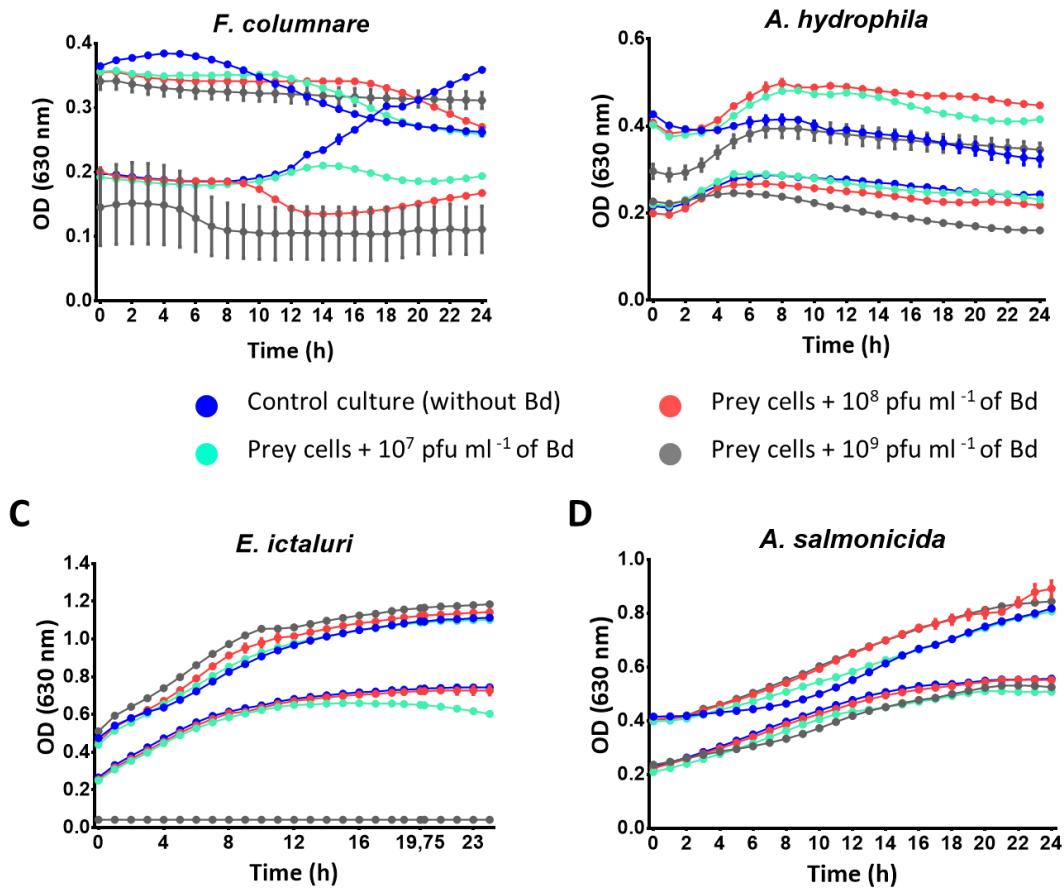 F. columnare
OD (630 nm)
0.4
0.3
0.2
0.1
0.0
0 2 4 6 8 10 12 14 16 18 20 22 24
Time (h)
A. hydrophila
OD (630 nm)
0.6
0.4
0.2
0.0
0 2 4 6 8 10 12 14 16 18 20 22 24
Time (h)
Control culture (without Bd)
Prey cells + 10⁸ pfu ml ⁻¹ of Bd
Prey cells + 10⁷ pfu ml ⁻¹ of Bd
Prey cells + 10⁹ pfu ml ⁻¹ of Bd
C
E. ictaluri
OD (630 nm)
1.4
1.2
1.0
0.8
0.6
0.4
0.2
0.0
0 4 8 12 16 19,75 23
Time (h)
D
A. salmonicida
OD (630 nm)
1.0
0.8
0.6
0.4
0.2
0.0
0 2 4 6 8 10 12 14 16 18 20 22 24
Time (h)